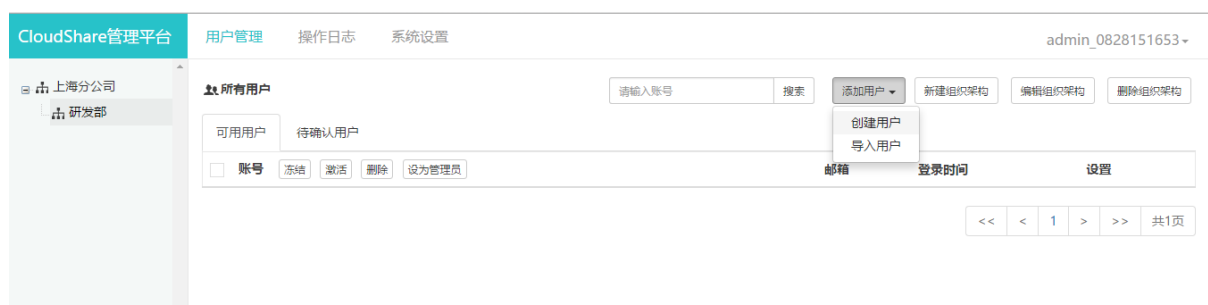 CloudShare管理平台 用户管理 操作日志 系统设置 admin_0828151653
上海分公司
研发部
所有用户 请输入账号 搜索 添加用户 新建组织架构 编辑组织架构 删除组织架构
创建用户
导入用户
可用用户 待确认用户
账号 冻结 激活 删除 设为管理员 邮箱 登录时间 设置
<< < 1 > >> 共1页